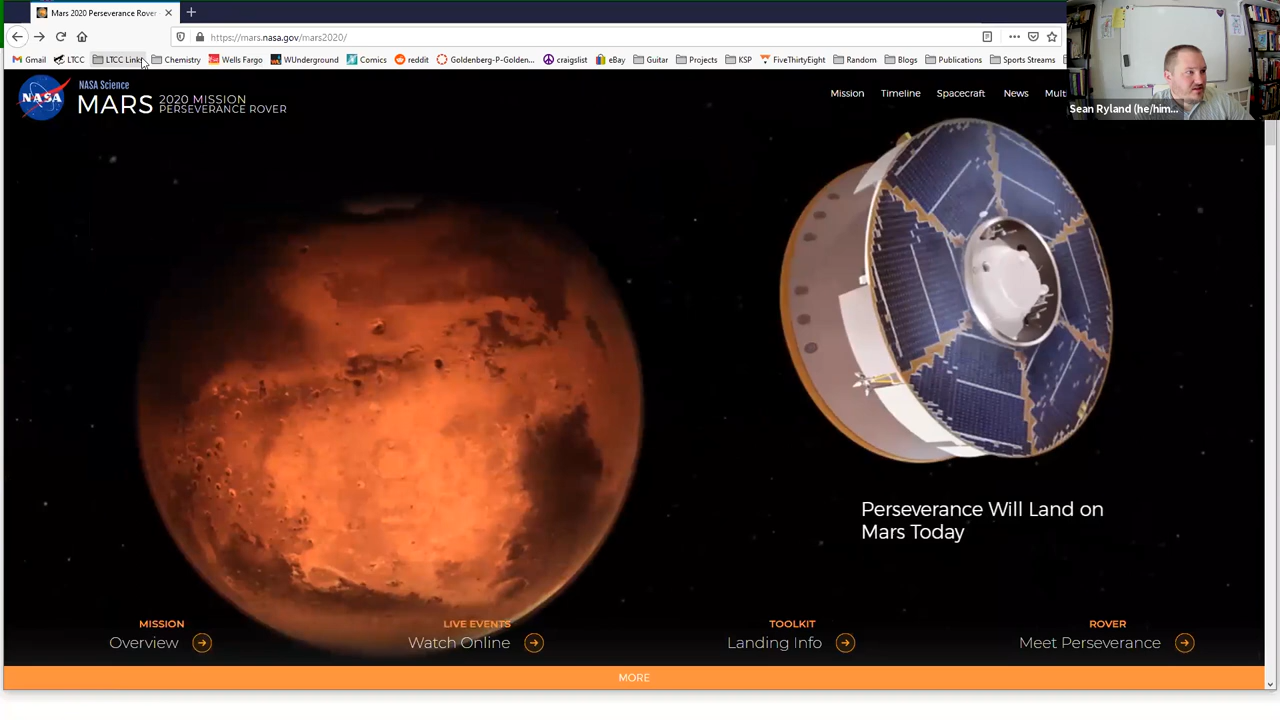 Mars 2020 Perseverance Rover
https://mars.nasa.gov/mars2020/
Gmail LTCC LTCC Links Chemistry Wells Fargo WUnderground Comics reddit Goldenberg-P-Golden... craigslist eBay Guitar Projects KSP FiveThirtyEight Random Blogs Publications Sports Streams
Sean Ryland (he/him...
NASA
NASA Science
MARS
2020 MISSION
PERSEVERANCE ROVER
Mission Timeline Spacecraft News Mult
Perseverance Will Land on
Mars Today
MISSION
Overview
LIVE EVENTS
Watch Online
TOOLKIT
Landing Info
ROVER
Meet Perseverance
MORE